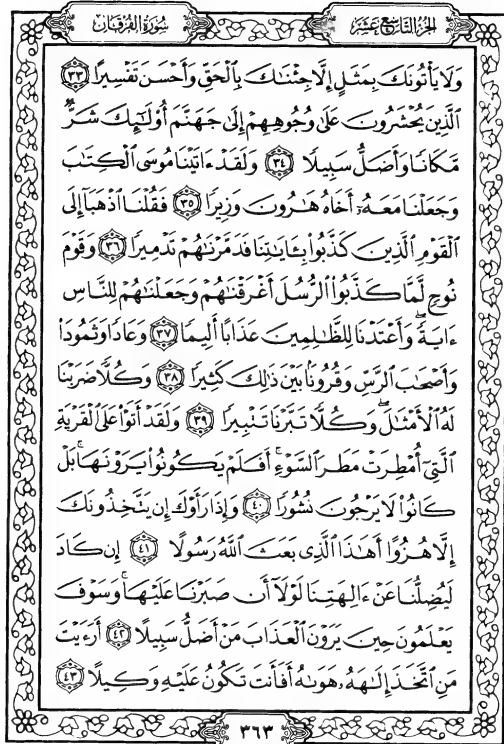 سورة الفرقان
الجزء التاسع عشر
وَلَا يَأْتُونَكَ بِمَثَلٍ إِلَّا جِئْنَٰكَ بِٱلْحَقِّ وَأَحْسَنَ تَفْسِيرًا ٣٣
ٱلَّذِينَ يُحْشَرُونَ عَلَىٰ وُجُوهِهِمْ إِلَىٰ جَهَنَّمَ أُو۟لَٰٓئِكَ شَرٌّ
مَّكَانًا وَأَضَلُّ سَبِيلًا ٣٤ وَلَقَدْ ءَاتَيْنَا مُوسَى ٱلْكِتَٰبَ
وَجَعَلْنَا مَعَهُۥٓ أَخَاهُ هَٰرُونَ وَزِيرًا ٣٥ فَقُلْنَا ٱذْهَبَآ إِلَى
ٱلْقَوْمِ ٱلَّذِينَ كَذَّبُوا۟ بِـَٔايَٰتِنَا فَدَمَّرْنَٰهُمْ تَدْمِيرًا ٣٦ وَقَوْمَ
نُوحٍ لَّمَّا كَذَّبُوا۟ ٱلرُّسُلَ أَغْرَقْنَٰهُمْ وَجَعَلْنَٰهُمْ لِلنَّاسِ
ءَايَةً ۖ وَأَعْتَدْنَا لِلظَّٰلِمِينَ عَذَابًا أَلِيمًا ٣٧ وَعَادًا وَثَمُودَا۟
وَأَصْحَٰبَ ٱلرَّسِّ وَقُرُونًۢا بَيْنَ ذَٰلِكَ كَثِيرًا ٣٨ وَكُلًّا ضَرَبْنَا
لَهُ ٱلْأَمْثَٰلَ ۖ وَكُلًّا تَبَّرْنَا تَتْبِيرًا ٣٩ وَلَقَدْ أَتَوْا۟ عَلَى ٱلْقَرْيَةِ
ٱلَّتِىٓ أُمْطِرَتْ مَطَرَ ٱلسَّوْءِ ۚ أَفَلَمْ يَكُونُوا۟ يَرَوْنَهَا ۚ بَلْ
كَانُوا۟ لَا يَرْجُونَ نُشُورًا ٤٠ وَإِذَا رَأَوْكَ إِن يَتَّخِذُونَكَ
إِلَّا هُزُوًا أَهَٰذَا ٱلَّذِى بَعَثَ ٱللَّهُ رَسُولًا ٤١ إِن كَادَ
لَيُضِلُّنَا عَنْ ءَالِهَتِنَا لَوْلَآ أَن صَبَرْنَا عَلَيْهَا ۚ وَسَوْفَ
يَعْلَمُونَ حِينَ يَرَوْنَ ٱلْعَذَابَ مَنْ أَضَلُّ سَبِيلًا ٤٢ أَرَءَيْتَ
مَنِ ٱتَّخَذَ إِلَٰهَهُۥ هَوَىٰهُ أَفَأَنتَ تَكُونُ عَلَيْهِ وَكِيلًا ٤٣
٣٦٣